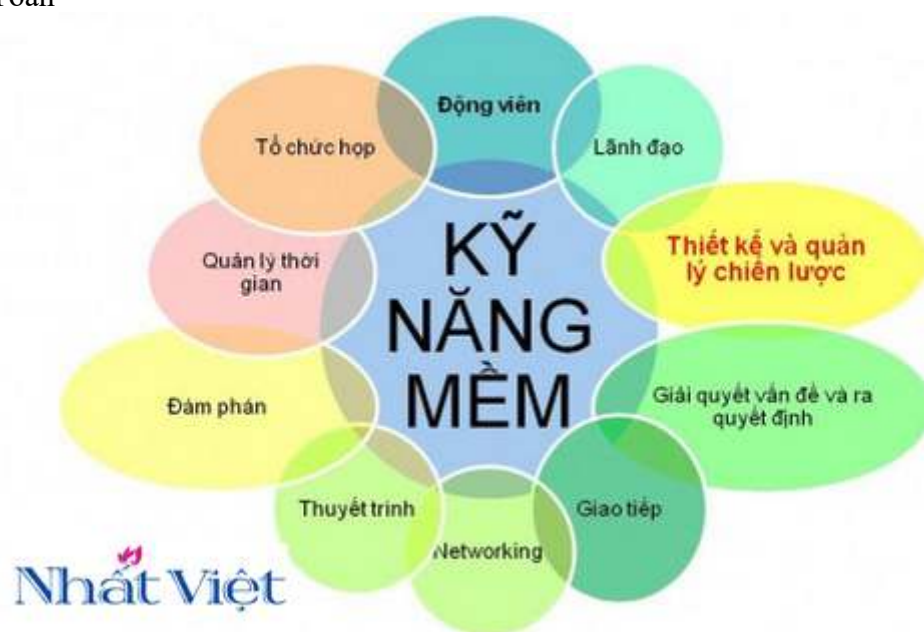 Động viên
Lãnh đạo
Thiết kế và quản
lý chiến lược
Giải quyết vấn đề và ra
quyết định
Giao tiếp
Networking
Thuyết trình
Đàm phán
Quản lý thời
gian
Tổ chức họp
KỸ
NĂNG
MỀM
Nhất Việt